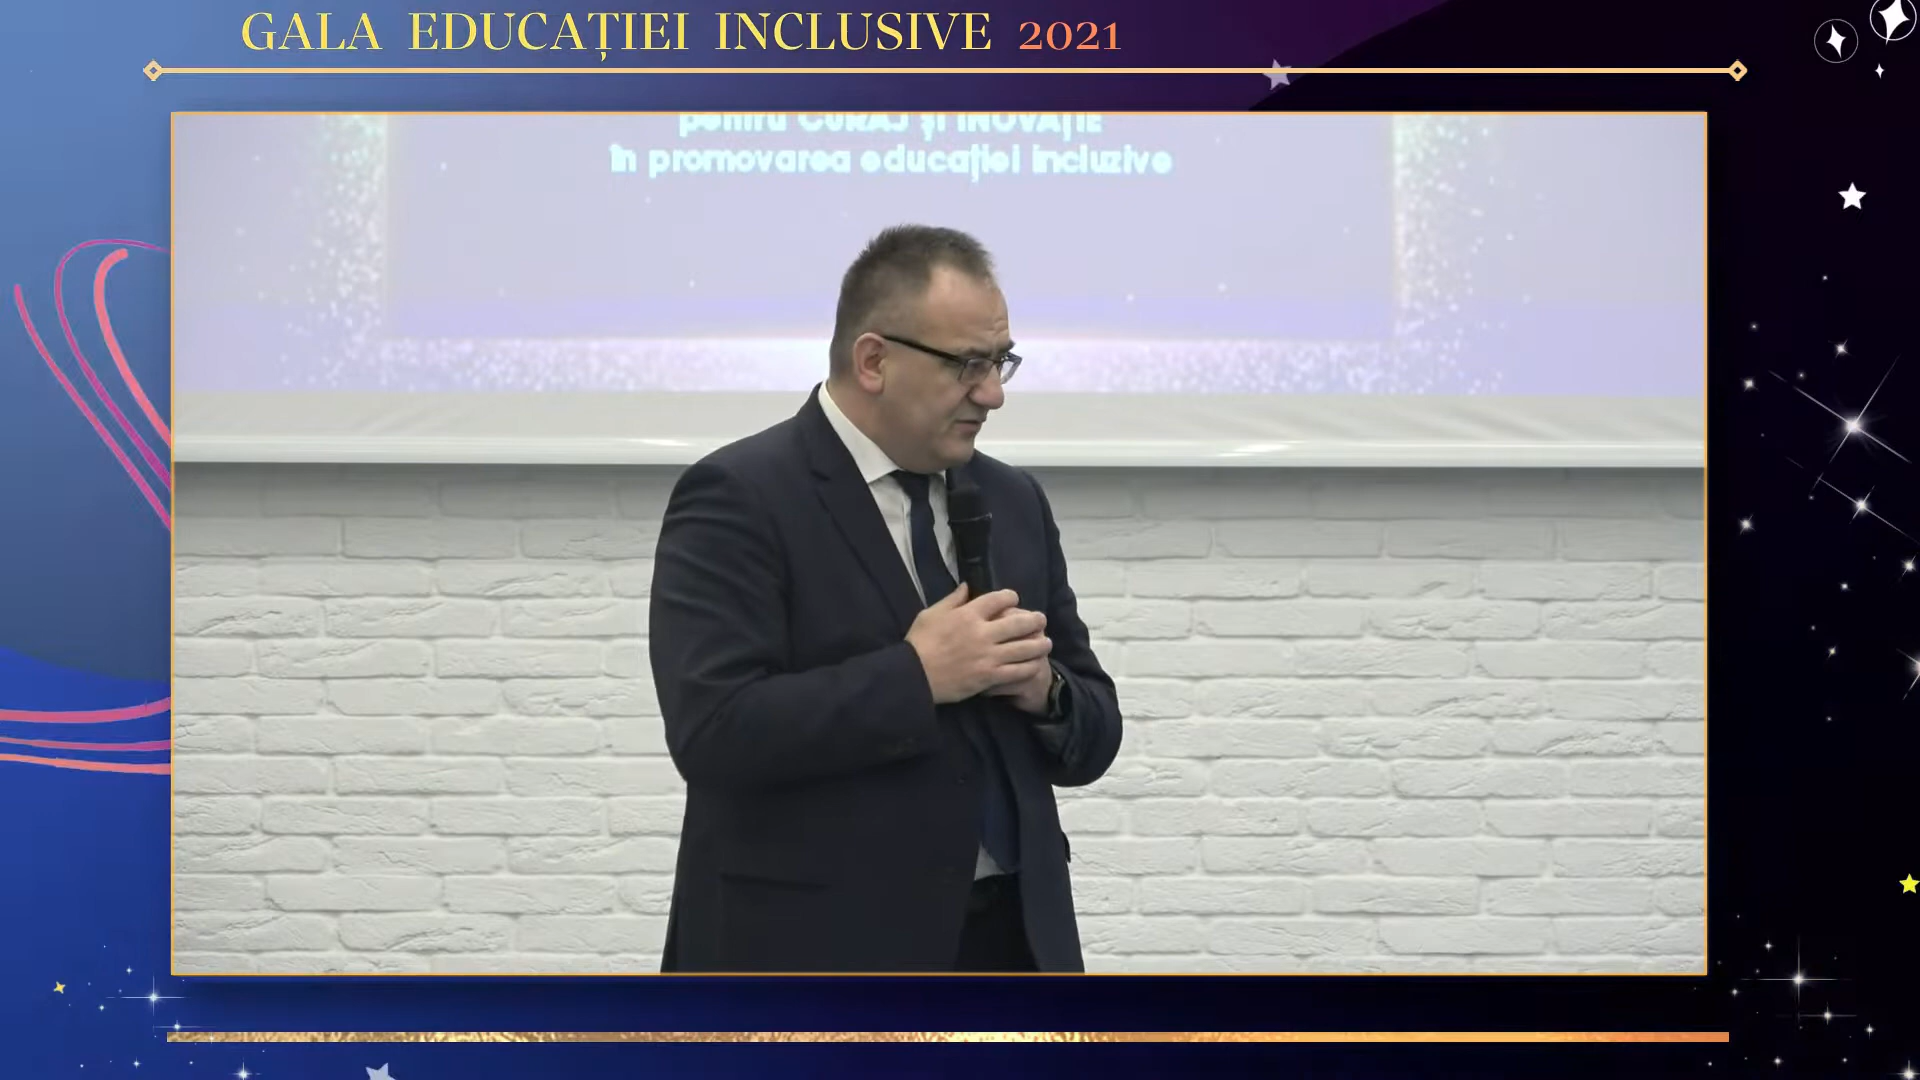 GALA EDUCAȚIEI INCLUSIVE 2021
pentru CURAJ și INOVAȚIE
în promovarea educației incluzive